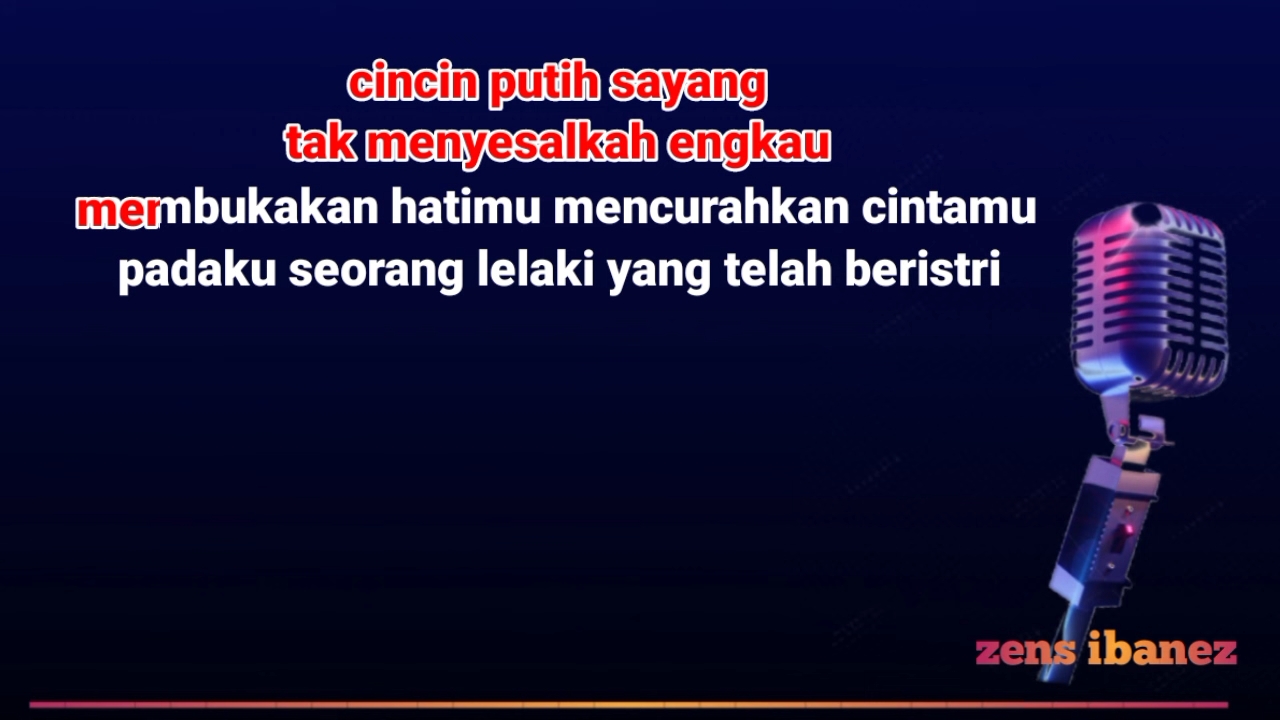 cincin putih sayang
tak menyesalkah engkau
membukakan hatimu mencurahkan cintamu
padaku seorang lelaki yang telah beristri
zens ibanez